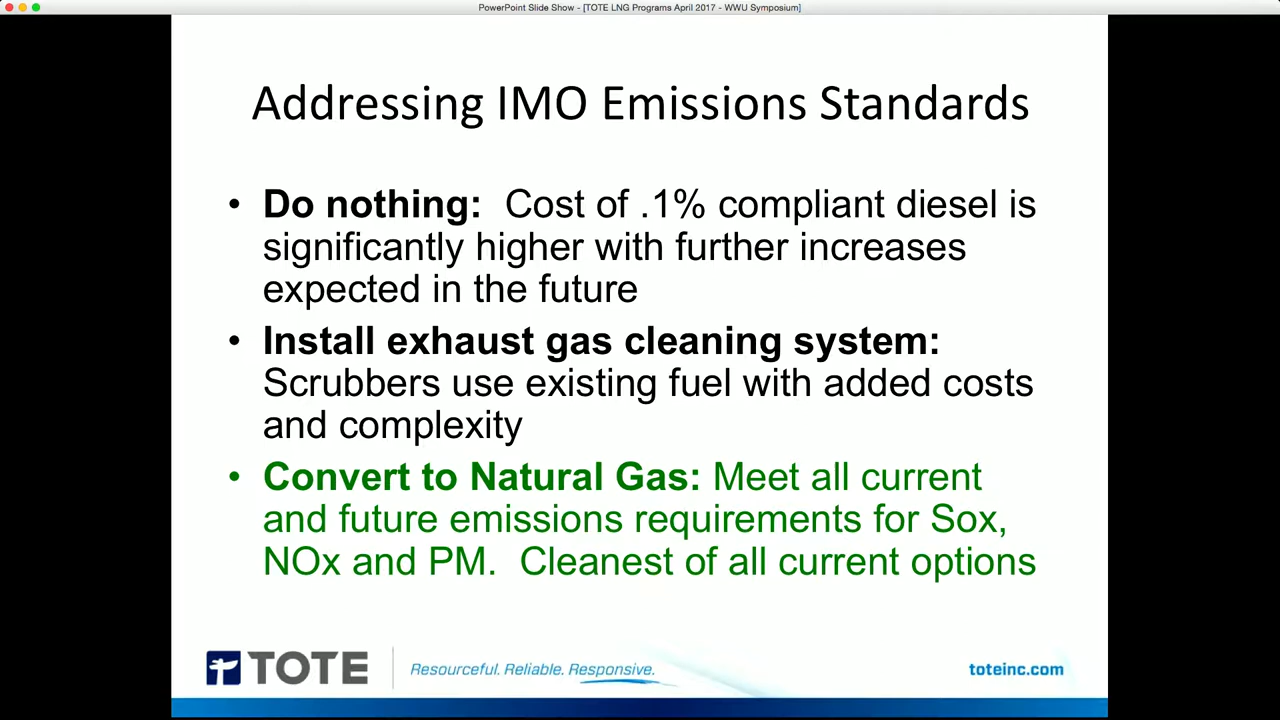 PowerPoint Slide Show - [TOTE LNG Programs April 2017 - WWU Symposium]
Addressing IMO Emissions Standards
• Do nothing: Cost of .1% compliant diesel is
significantly higher with further increases
expected in the future
• Install exhaust gas cleaning system:
Scrubbers use existing fuel with added costs
and complexity
• Convert to Natural Gas: Meet all current
and future emissions requirements for Sox,
NOx and PM. Cleanest of all current options
TOTE
Resourceful. Reliable. Responsive.
toteinc.com